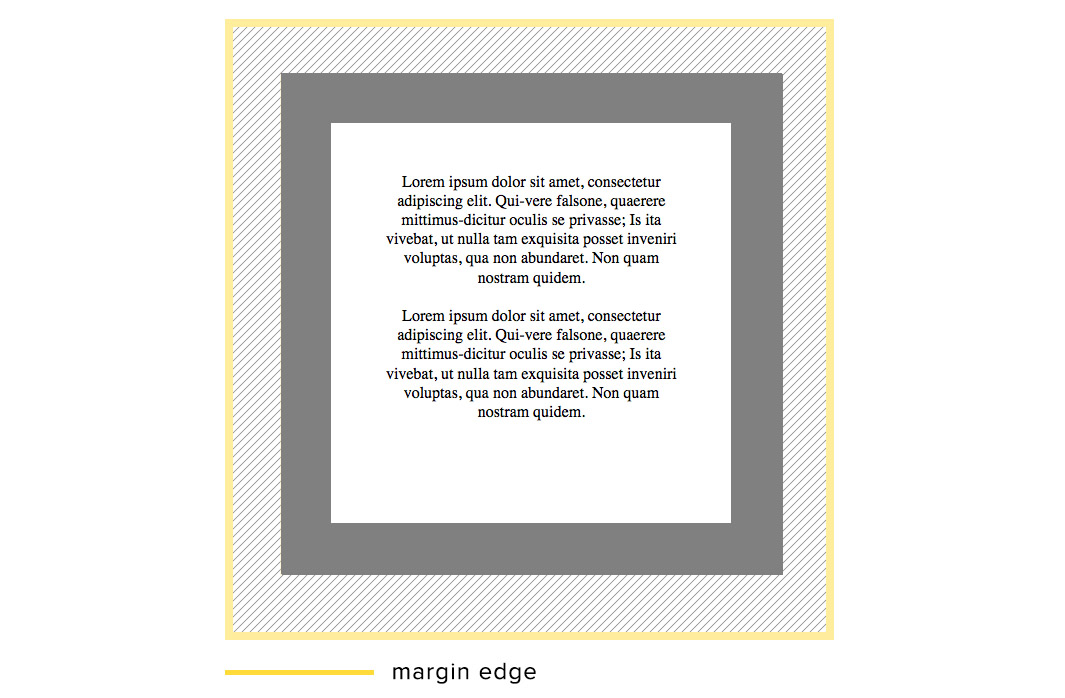 Lorem ipsum dolor sit amet, consectetur
adipiscing elit. Qui-vere falsone, quaerere
mittimus-dicitur oculis se privasse; Is ita
vivebat, ut nulla tam exquisita posset inveniri
voluptas, qua non abundaret. Non quam
nostram quidem.
Lorem ipsum dolor sit amet, consectetur
adipiscing elit. Qui-vere falsone, quaerere
mittimus-dicitur oculis se privasse; Is ita
vivebat, ut nulla tam exquisita posset inveniri
voluptas, qua non abundaret. Non quam
nostram quidem.
margin edge